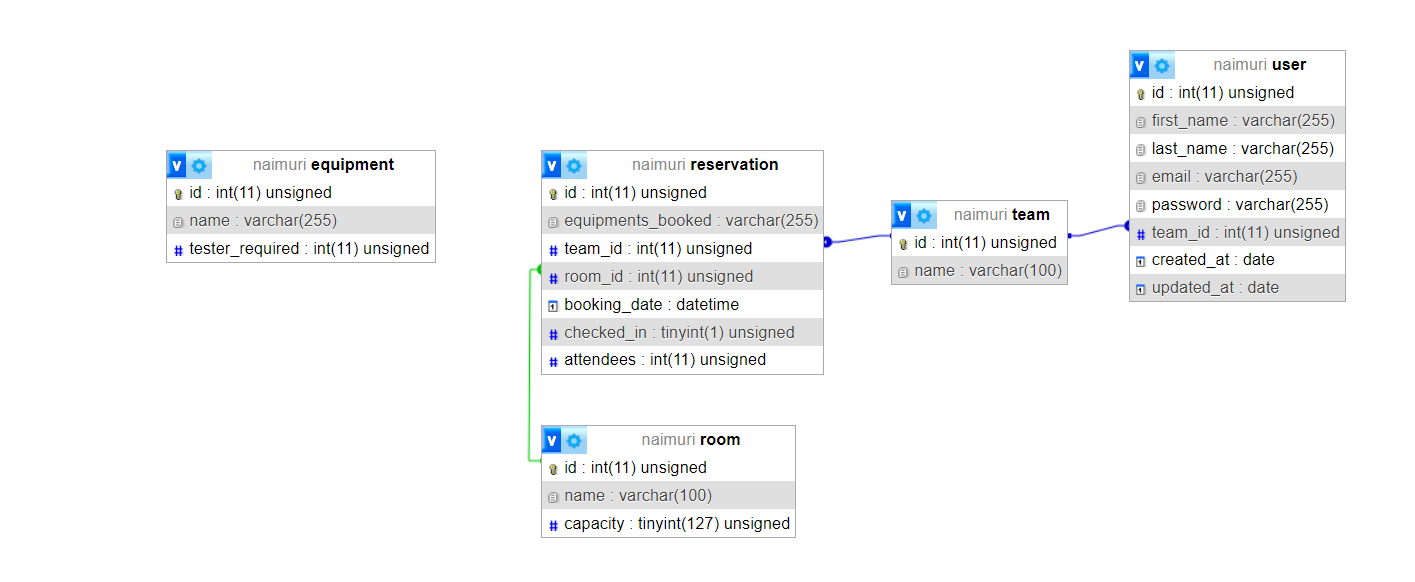 naimuri equipment
id : int(11) unsigned
name : varchar(255)
tester_required : int(11) unsigned
naimuri reservation
id : int(11) unsigned
equipments_booked : varchar(255)
team_id : int(11) unsigned
room_id : int(11) unsigned
booking_date : datetime
checked_in : tinyint(1) unsigned
attendees : int(11) unsigned
naimuri room
id : int(11) unsigned
name : varchar(100)
capacity : tinyint(127) unsigned
naimuri team
id : int(11) unsigned
name : varchar(100)
naimuri user
id : int(11) unsigned
first_name : varchar(255)
last_name : varchar(255)
email : varchar(255)
password : varchar(255)
team_id : int(11) unsigned
created_at : date
updated_at : date